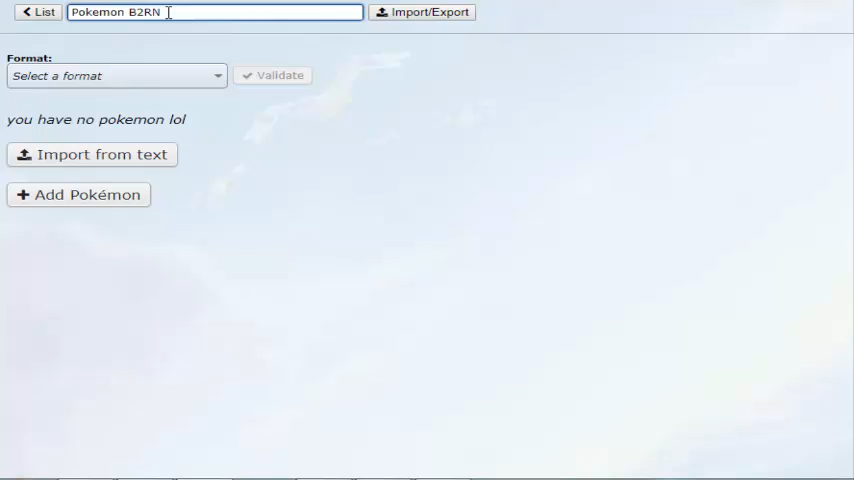 List
Pokemon B2RN
Import/Export
Format:
Select a format
Validate
you have no pokemon lol
Import from text
Add Pokémon